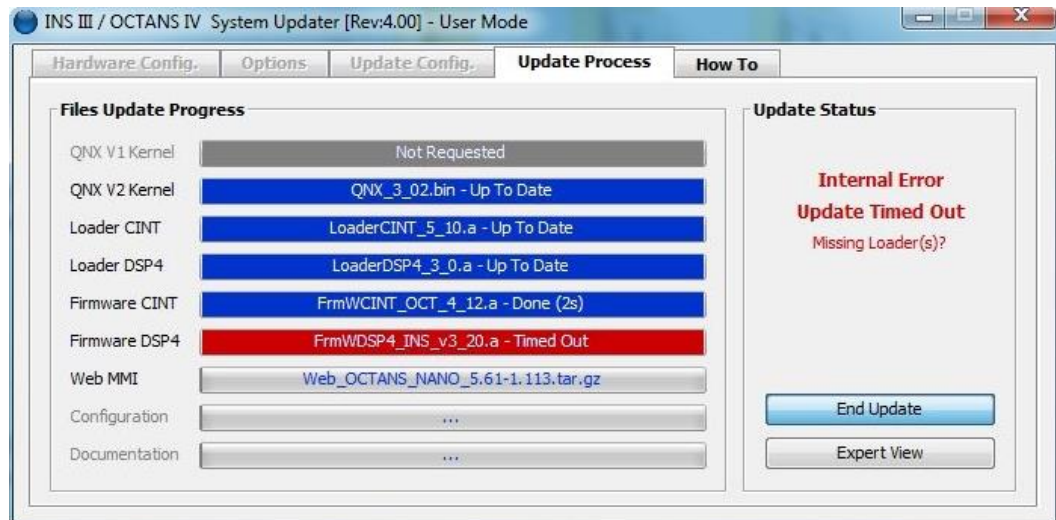 INS III / OCTANS IV System Updater [Rev:4.00] - User Mode
Hardware Config. Options Update Config. Update Process How To
Files Update Progress
QNX V1 Kernel Not Requested
QNX V2 Kernel QNX_3_02.bin - Up To Date
Loader CINT LoaderCINT_5_10.a - Up To Date
Loader DSP4 LoaderDSP4_3_0.a - Up To Date
Firmware CINT FrmWCINT_OCT_4_12.a - Done (2s)
Firmware DSP4 FrmWDSP4_INS_v3_20.a - Timed Out
Web MMI Web_OCTANS_NANO_5.61-1.113.tar.gz
Configuration ...
Documentation ...
Update Status
Internal Error
Update Timed Out
Missing Loader(s)?
End Update
Expert View